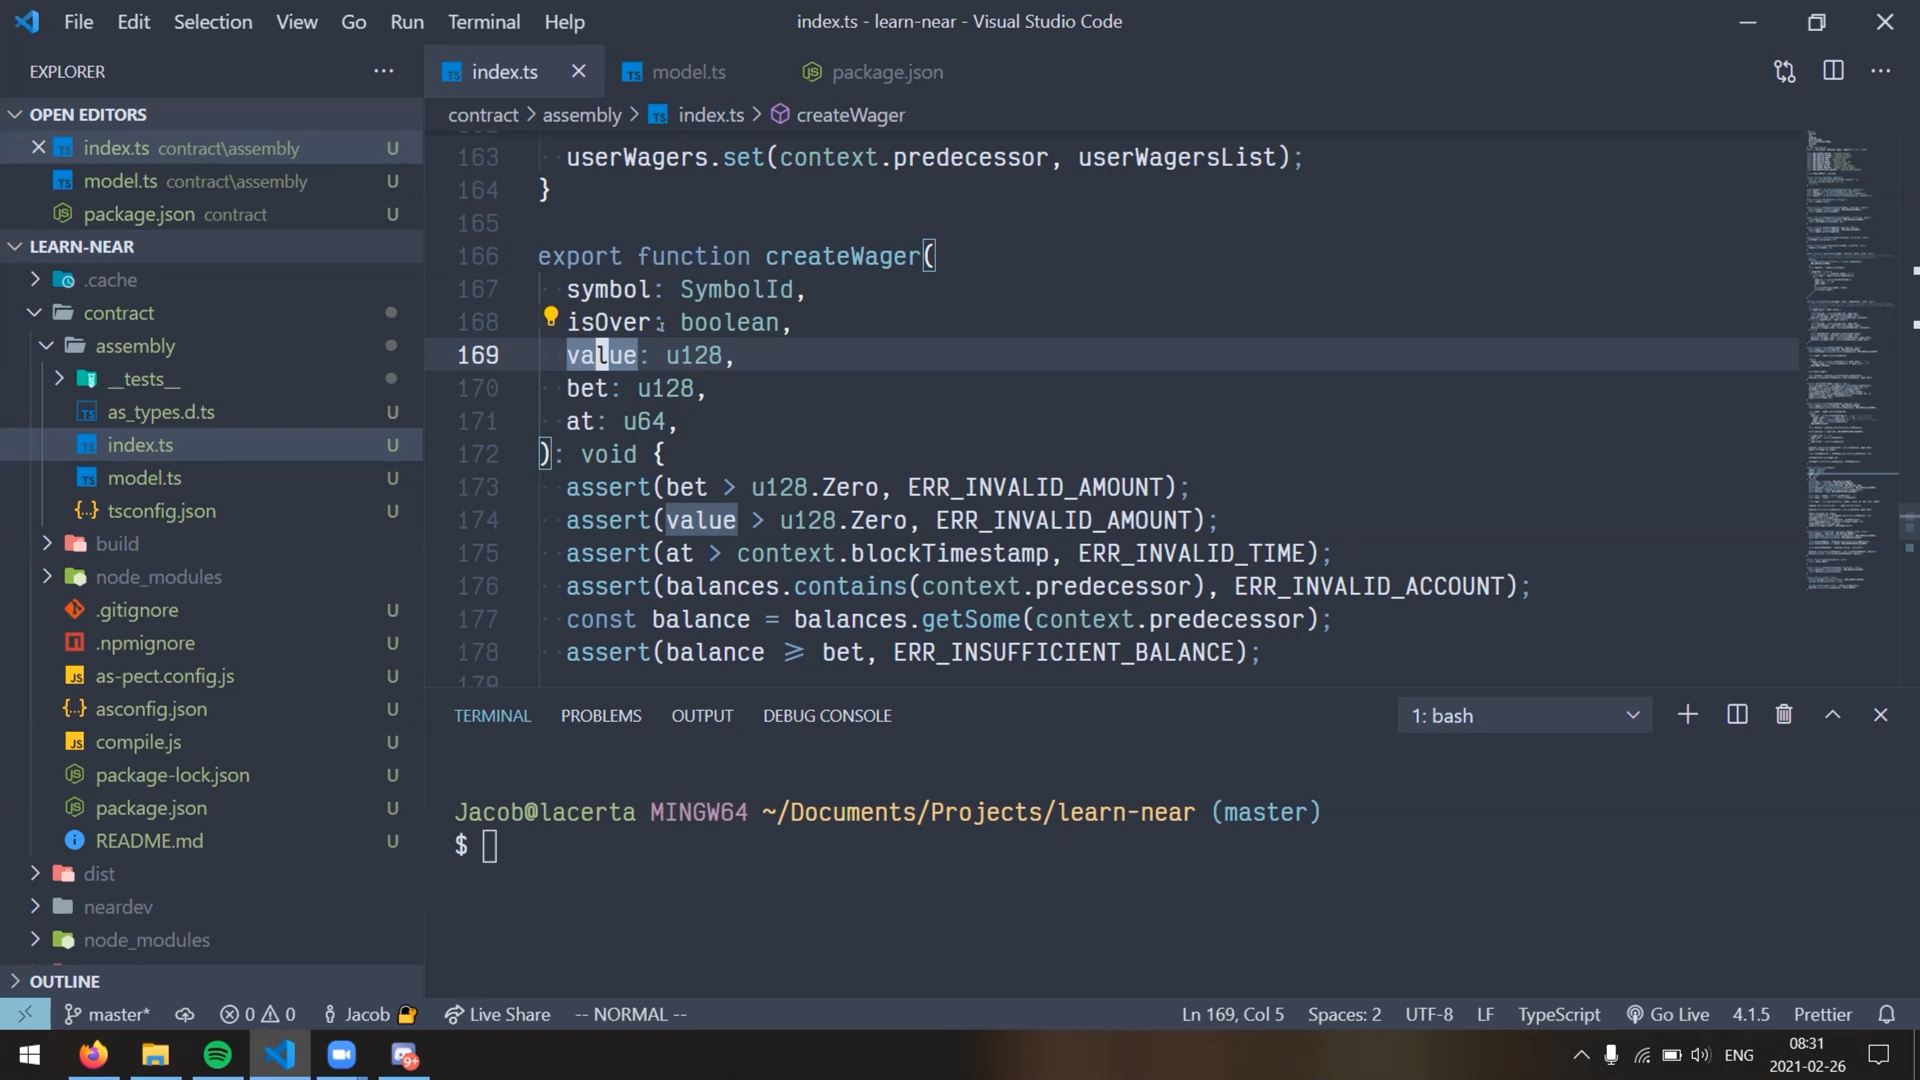 File Edit Selection View Go Run Terminal Help
index.ts - learn-near - Visual Studio Code
EXPLORER
index.ts
model.ts
package.json
OPEN EDITORS
contract > assembly > index.ts > createWager
index.ts contract\assembly U
model.ts contract\assembly U
package.json contract U
LEARN-NEAR
.cache
contract
assembly
__tests__
as_types.d.ts U
index.ts U
model.ts U
tsconfig.json U
build
node_modules
.gitignore U
.npmignore U
as-pect.config.js U
asconfig.json U
compile.js U
package-lock.json U
package.json U
README.md U
dist
neardev
node_modules
OUTLINE
163 userWagers.set(context.predecessor, userWagersList);
164 }
165
166 export function createWager(
167 symbol: SymbolId,
168 isOver: boolean,
169 value: u128,
170 bet: u128,
171 at: u64,
172 ): void {
173 assert(bet > u128.Zero, ERR_INVALID_AMOUNT);
174 assert(value > u128.Zero, ERR_INVALID_AMOUNT);
175 assert(at > context.blockTimestamp, ERR_INVALID_TIME);
176 assert(balances.contains(context.predecessor), ERR_INVALID_ACCOUNT);
177 const balance = balances.getSome(context.predecessor);
178 assert(balance ⩾ bet, ERR_INSUFFICIENT_BALANCE);
179
TERMINAL PROBLEMS OUTPUT DEBUG CONSOLE
1: bash
Jacob@lacerta MINGW64 ~/Documents/Projects/learn-near (master)
$
master* 0 0 Jacob Live Share -- NORMAL -- Ln 169, Col 5 Spaces: 2 UTF-8 LF TypeScript Go Live 4.1.5 Prettier
9+
ENG
08:31
2021-02-26